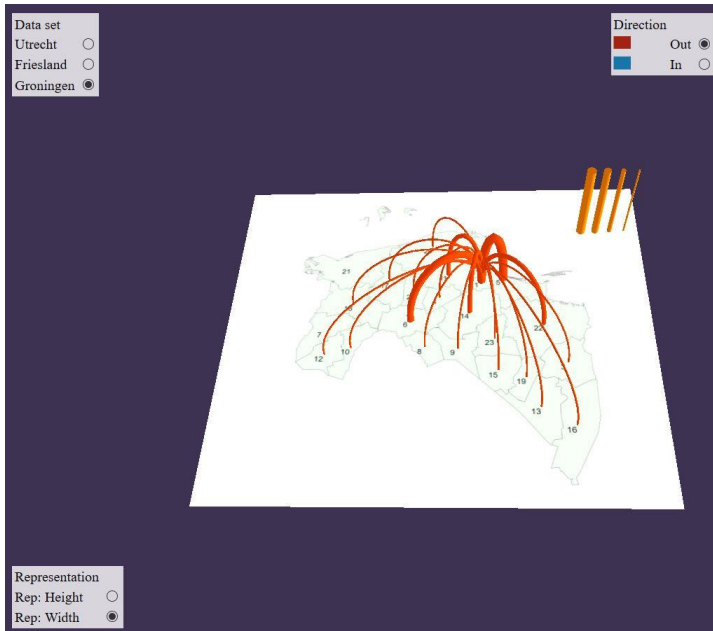 Data set
Utrecht
Friesland
Groningen
Direction
Out
In
21
7
12
10
6
8
9
14
23
15
19
13
16
22
5
Representation
Rep: Height
Rep: Width